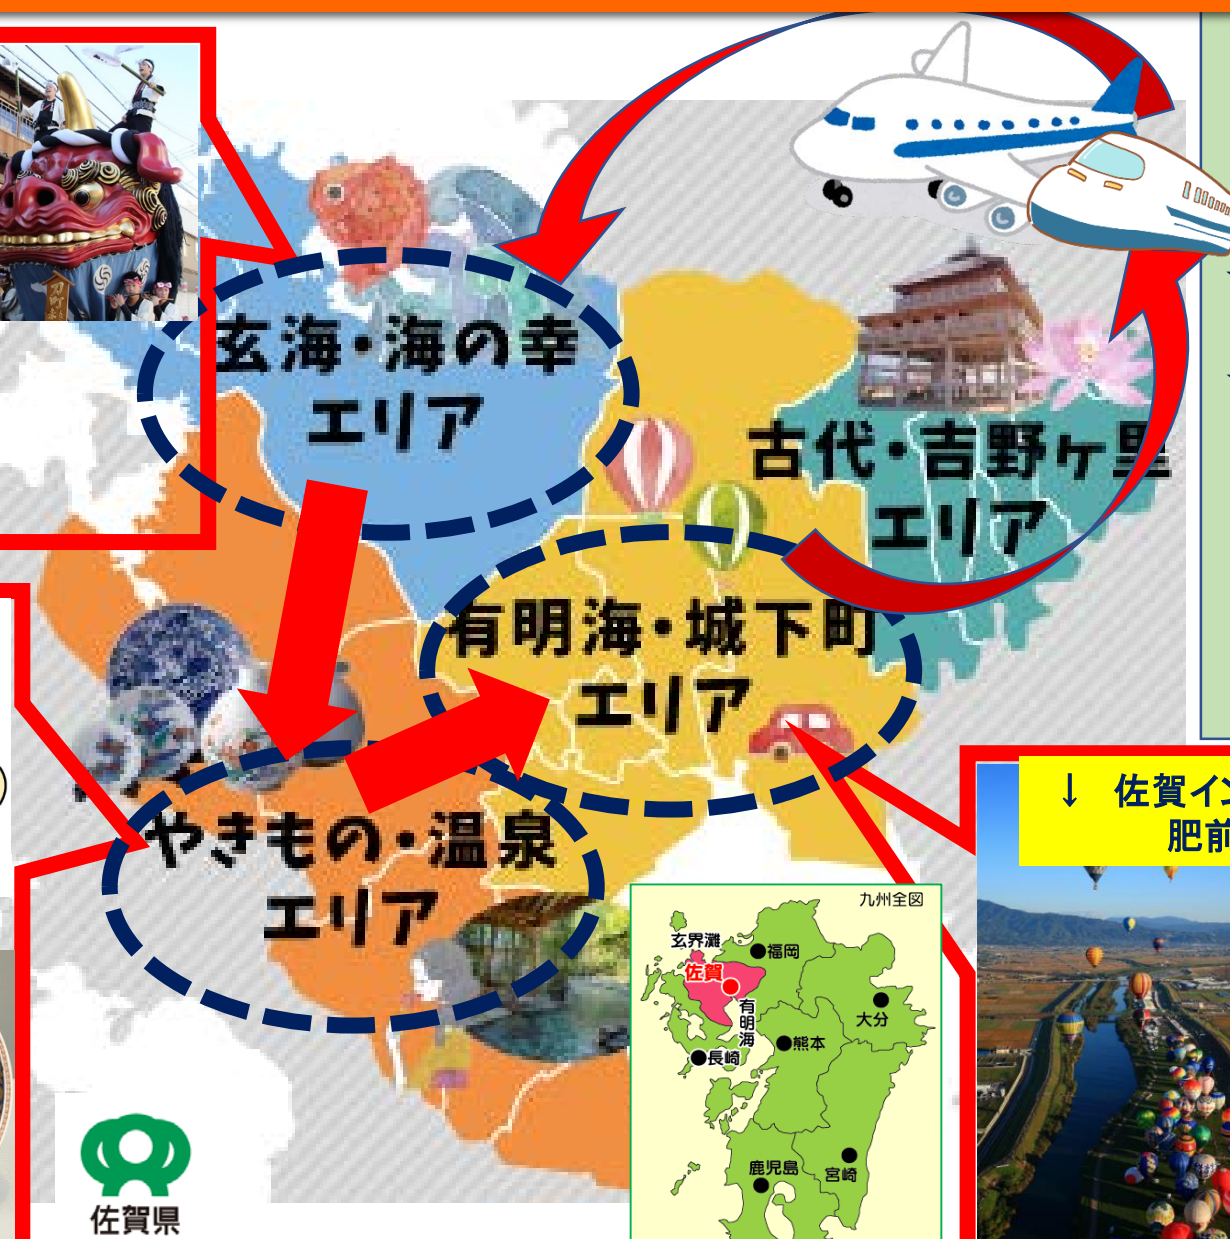 玄海・海の幸
エリア
古代・吉野ヶ里
エリア
有明海・城下町
エリア
やきもの・温泉
エリア
↓ 佐賀イン
肥前
九州全図
玄界灘
福岡
佐賀
有明海
大分
熊本
長崎
鹿児島
宮崎
佐賀県